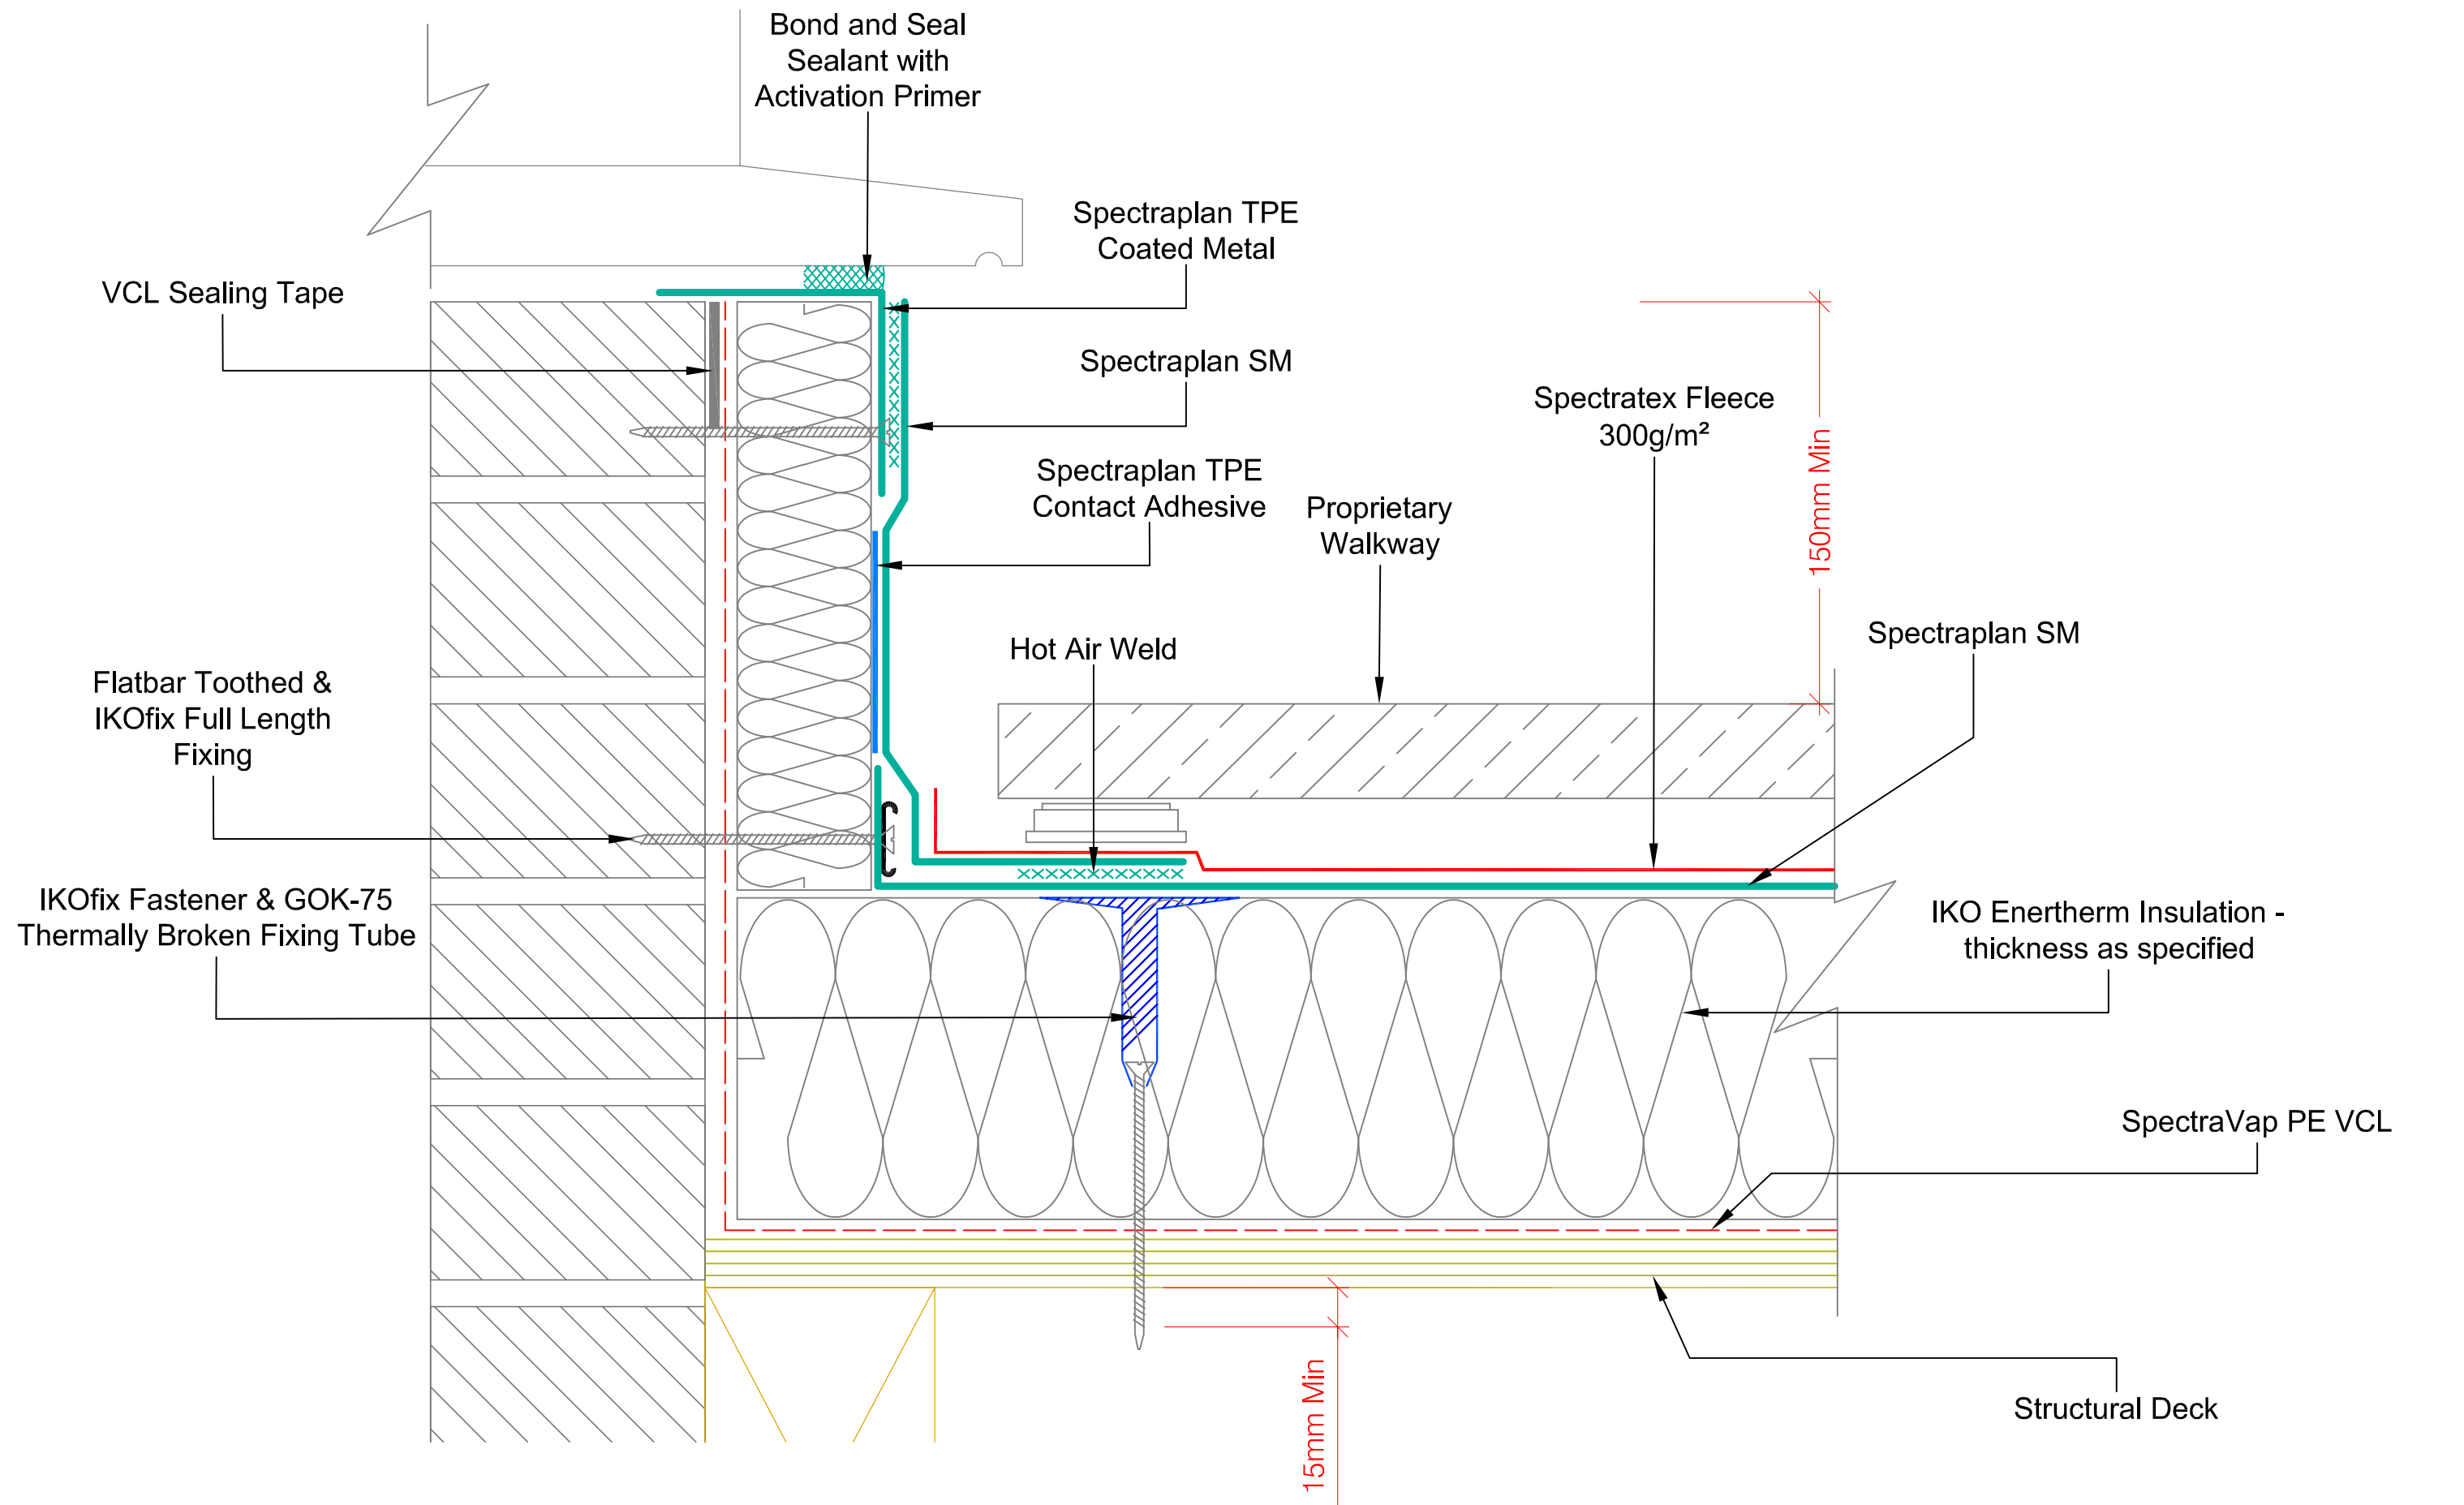 Bond and Seal
Sealant with
Activation Primer
Spectraplan TPE
Coated Metal
VCL Sealing Tape
Spectraplan SM
Spectratex Fleece
300g/m²
150mm Min
Spectraplan TPE
Contact Adhesive
Proprietary
Walkway
Hot Air Weld
Spectraplan SM
Flatbar Toothed &
IKOfix Full Length
Fixing
IKOfix Fastener & GOK-75
Thermally Broken Fixing Tube
IKO Enertherm Insulation -
thickness as specified
SpectraVap PE VCL
15mm Min
Structural Deck